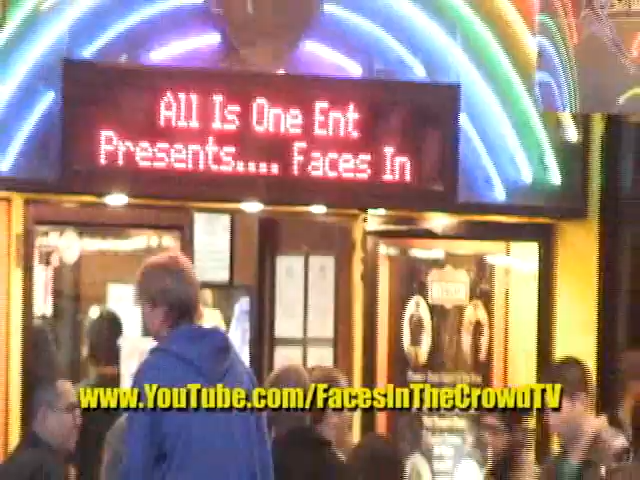 All Is One Ent
Presents.... Faces In
www.YouTube.com/FacesInTheCrowdTV